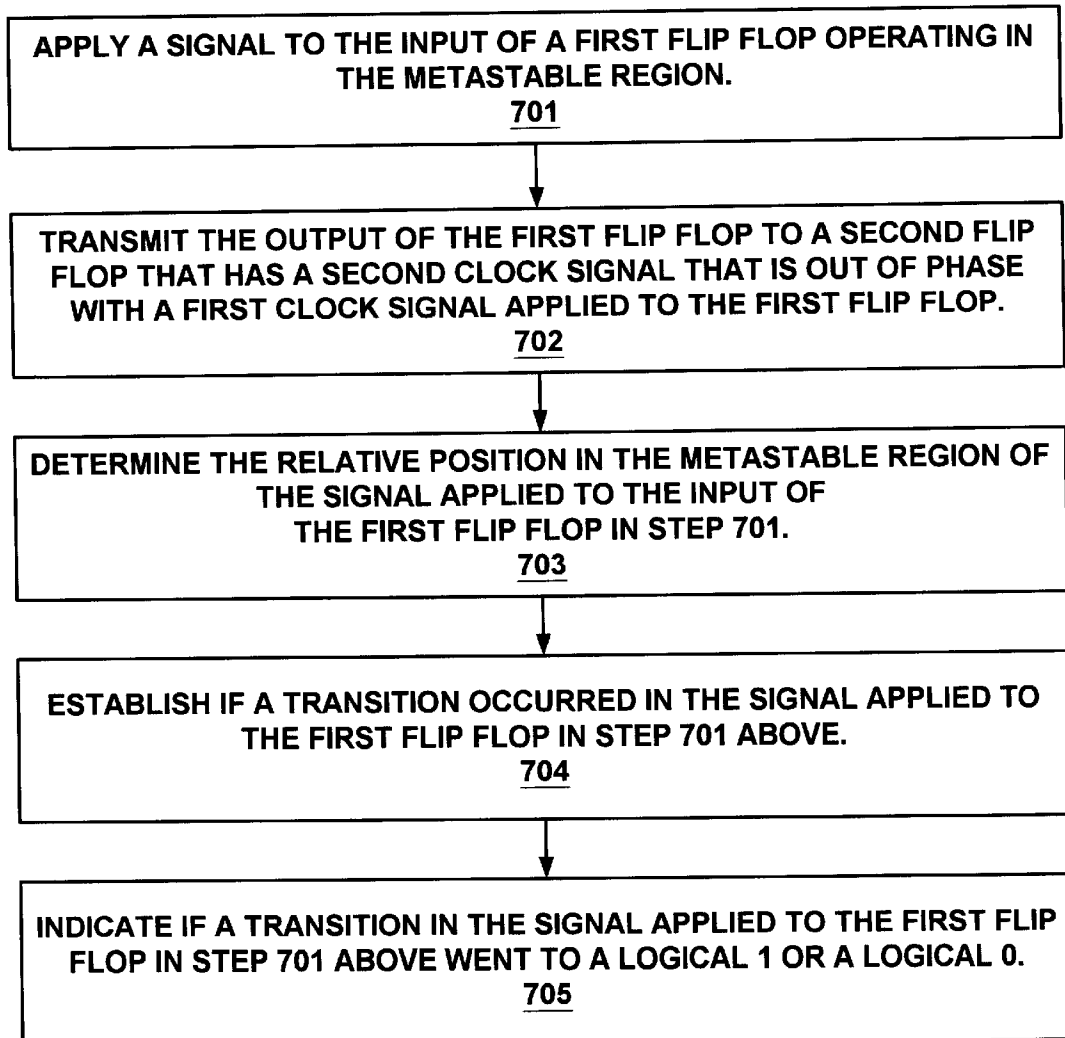 APPLY A SIGNAL TO THE INPUT OF A FIRST FLIP FLOP OPERATING IN
THE METASTABLE REGION.
701
TRANSMIT THE OUTPUT OF THE FIRST FLIP FLOP TO A SECOND FLIP
FLOP THAT HAS A SECOND CLOCK SIGNAL THAT IS OUT OF PHASE
WITH A FIRST CLOCK SIGNAL APPLIED TO THE FIRST FLIP FLOP.
702
DETERMINE THE RELATIVE POSITION IN THE METASTABLE REGION OF
THE SIGNAL APPLIED TO THE INPUT OF
THE FIRST FLIP FLOP IN STEP 701.
703
ESTABLISH IF A TRANSITION OCCURRED IN THE SIGNAL APPLIED TO
THE FIRST FLIP FLOP IN STEP 701 ABOVE.
704
INDICATE IF A TRANSITION IN THE SIGNAL APPLIED TO THE FIRST FLIP
FLOP IN STEP 701 ABOVE WENT TO A LOGICAL 1 OR A LOGICAL 0.
705